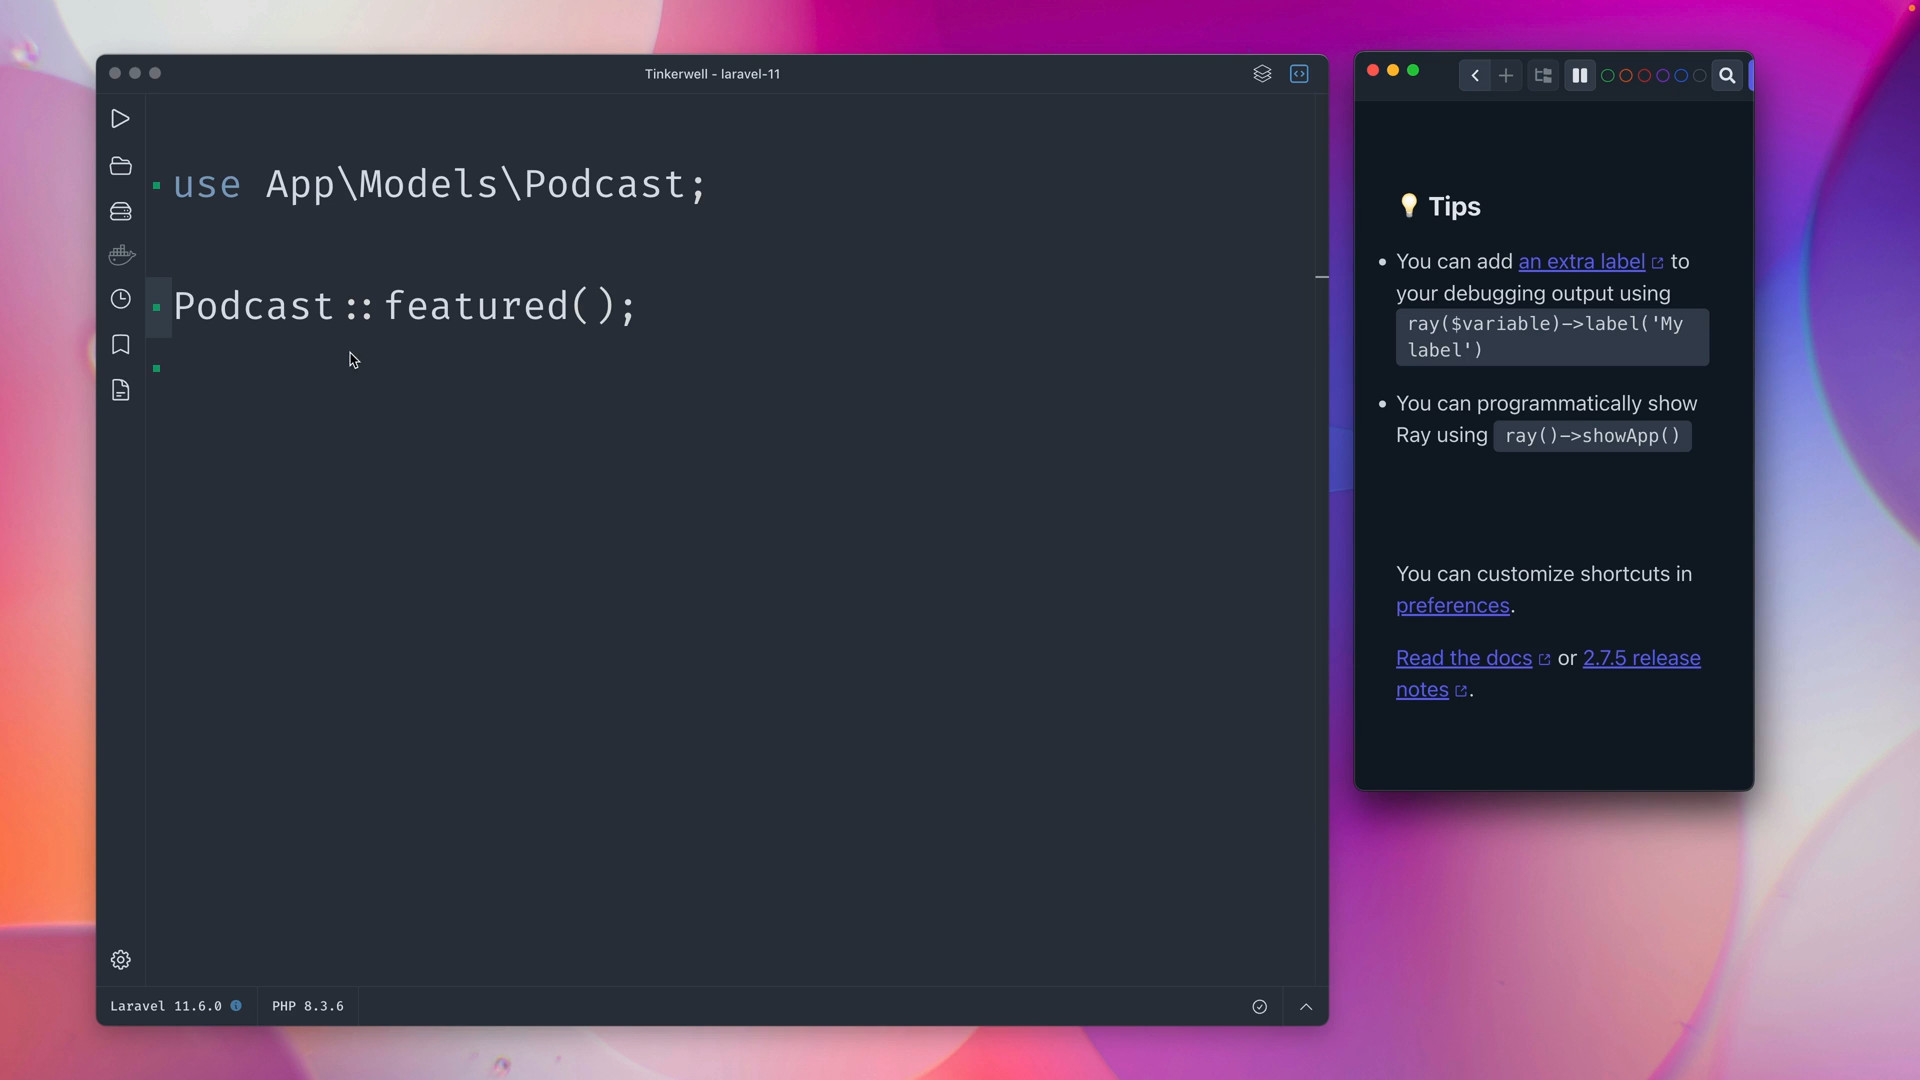 Tinkerwell - laravel-11
use App\Models\Podcast;
Podcast::featured();
Laravel 11.6.0
PHP 8.3.6
💡 Tips
• You can add an extra label to
your debugging output using
ray($variable)->label('My
label')
• You can programmatically show
Ray using ray()->showApp()
You can customize shortcuts in
preferences.
Read the docs or 2.7.5 release
notes.